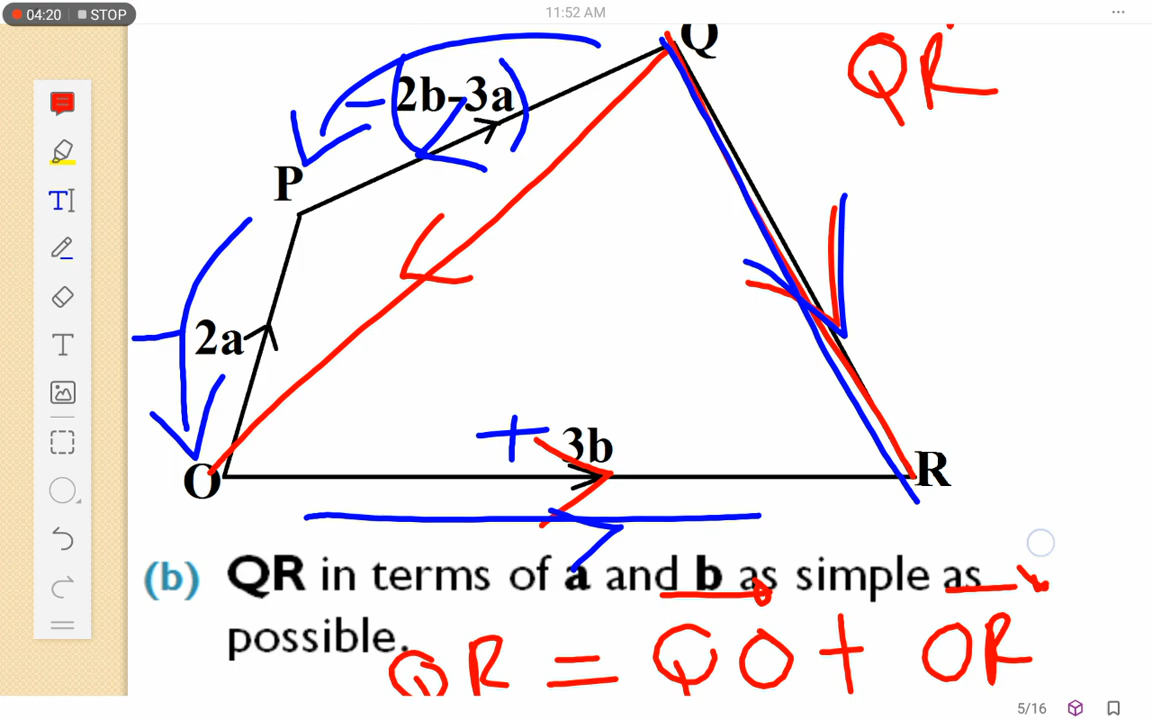 04:20 STOP 11:52 AM
Q QR
- (2b-3a)
P
- 2a
+ 3b
O R
(b) QR in terms of a and b as simple as
possible.
QR = QO + OR
5/16